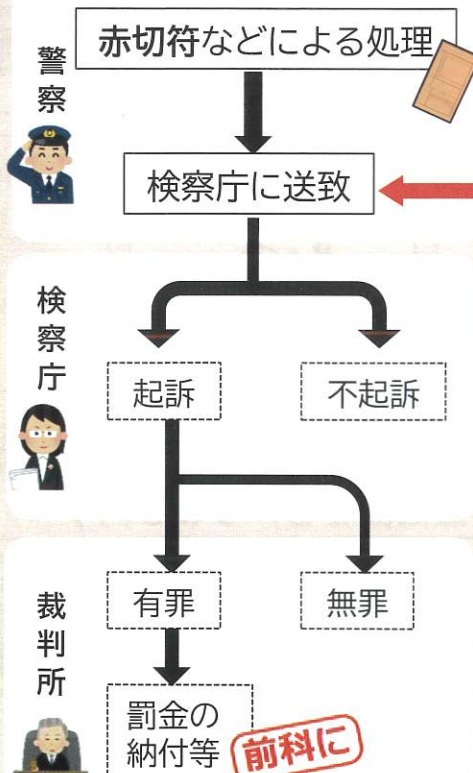 警察
赤切符などによる処理
検察庁に送致
検察庁
起訴
不起訴
裁判所
有罪
無罪
罰金の
納付等
前科に